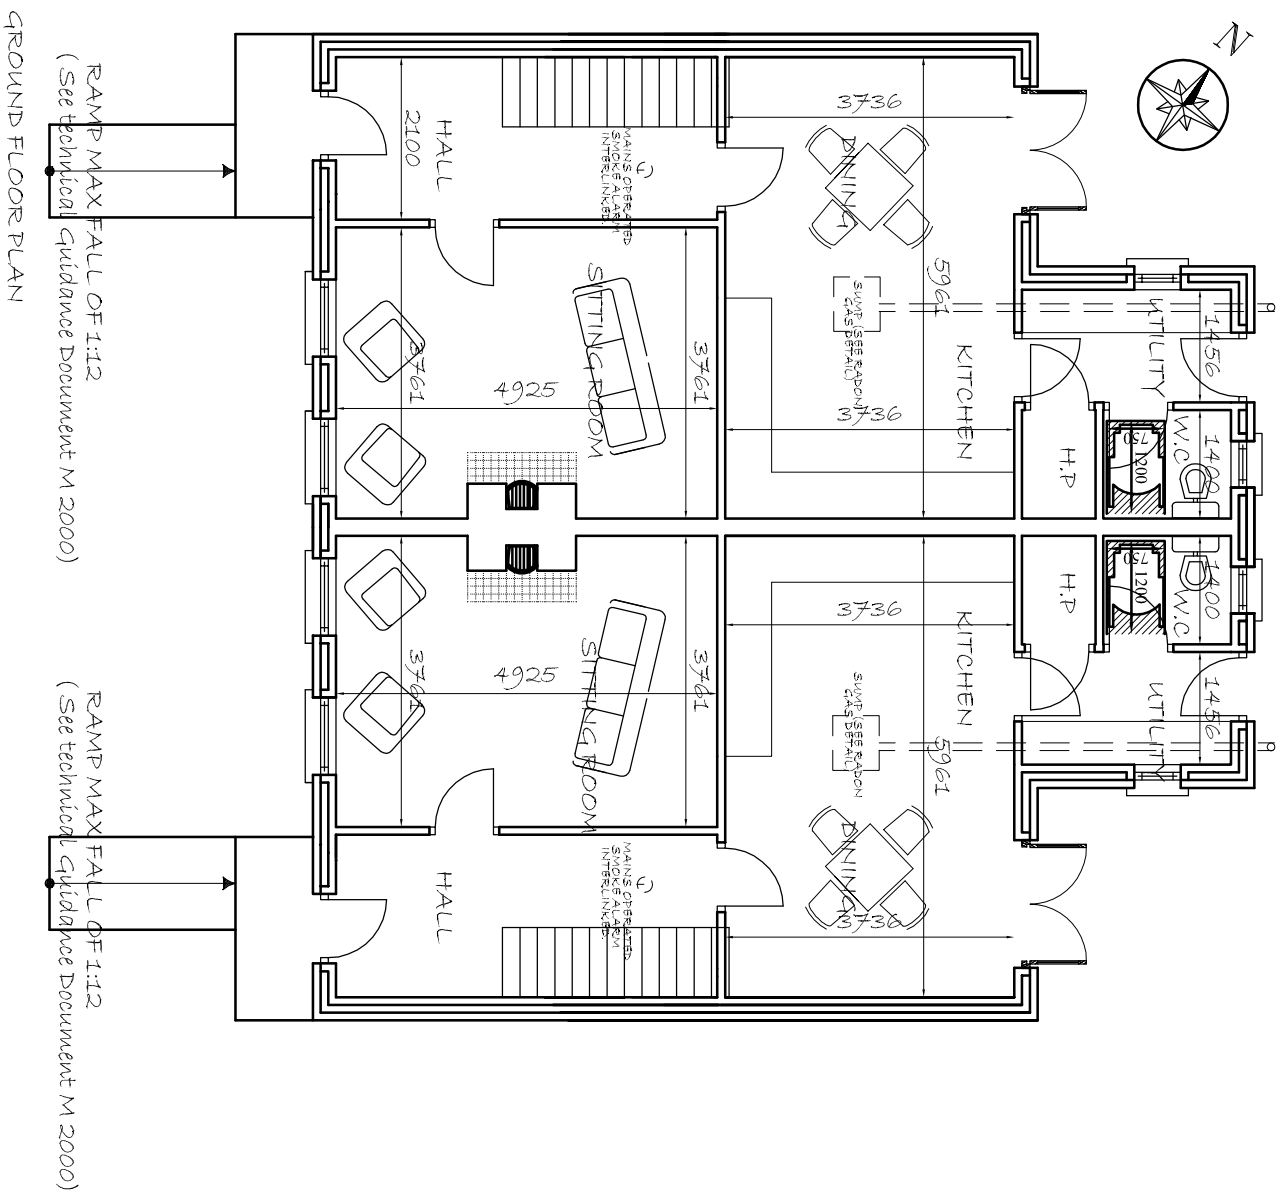 N
3736
HALL
2100
MAINS OPERATED
SMOKE ALARM
INTERLINKED.
DINING
5961
SUMP (SEE RADON
GAS DETAIL)
KITCHEN
3736
UTILITY
1456
SITTING ROOM
3761
4925
3761
H.P
W.C
1400
750
1200
RAMP MAX FALL OF 1:12
(See technical Guidance Document M 2000)
GROUND FLOOR PLAN
H.P
W.C
1400
750
1200
3736
KITCHEN
SUMP (SEE RADON
GAS DETAIL)
5961
UTILITY
1456
SITTING ROOM
3761
4925
3761
DINING
3736
HALL
MAINS OPERATED
SMOKE ALARM
INTERLINKED.
RAMP MAX FALL OF 1:12
(See technical Guidance Document M 2000)